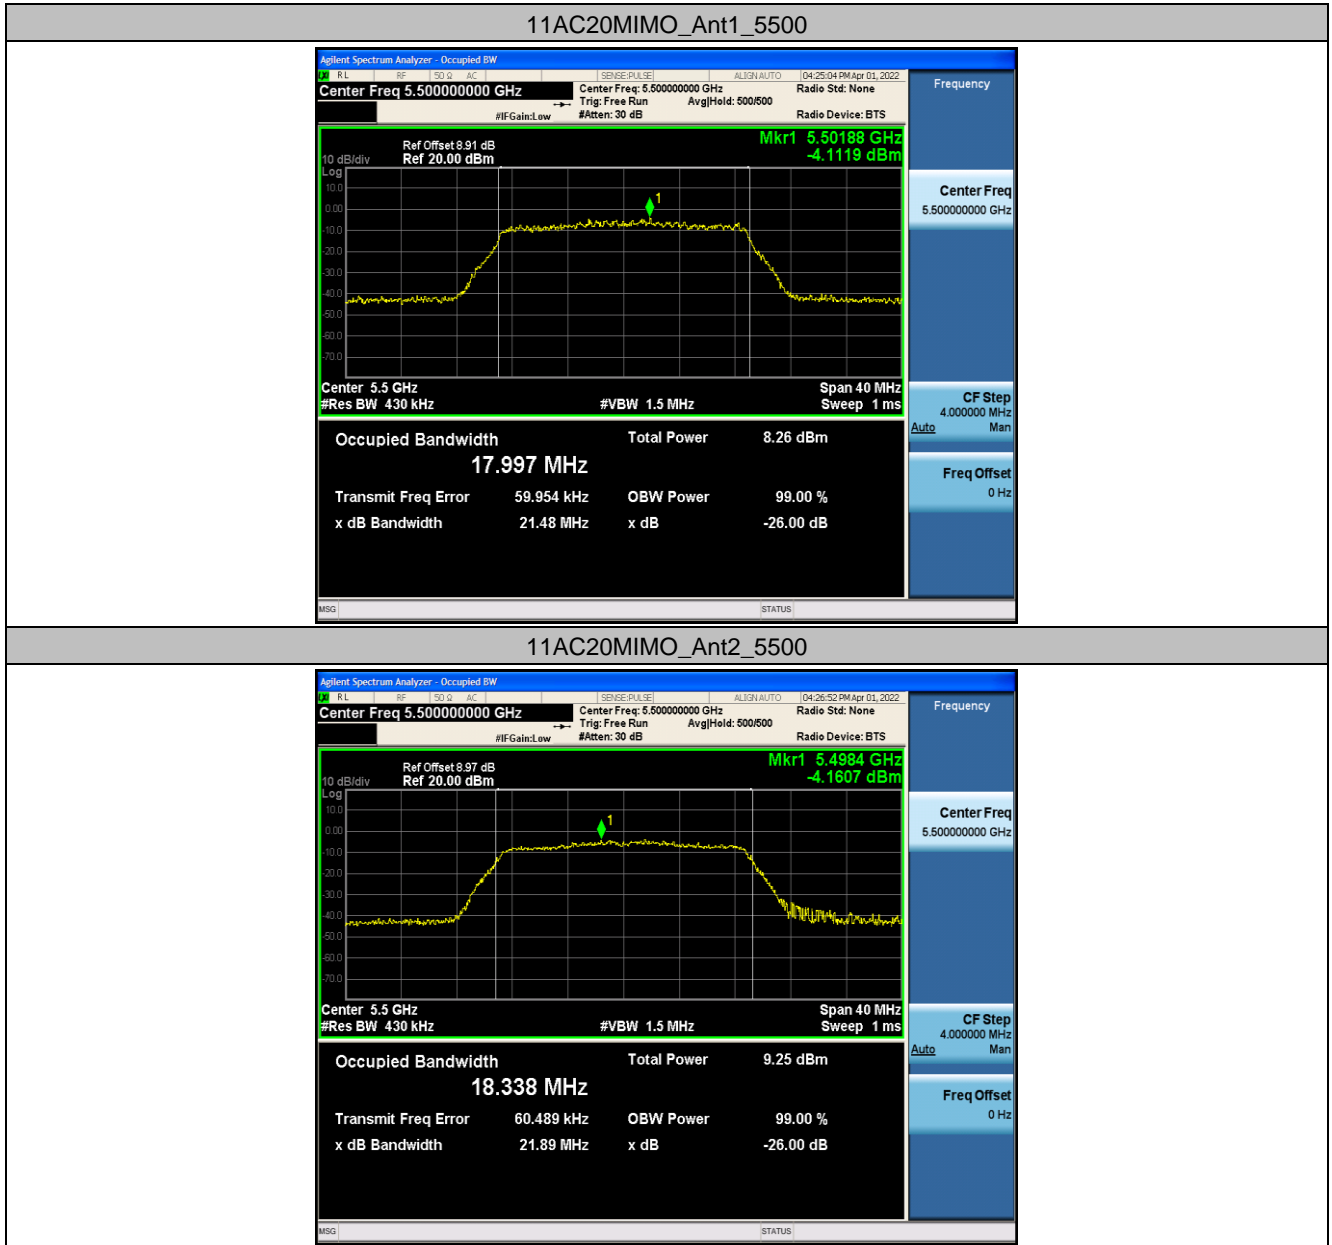 11AC20MIMO_Ant1_5500
Agilent Spectrum Analyzer - Occupied BW
LXI RL RF 50 Ω AC SENSE:PULSE ALIGN AUTO 04:25:04 PM Apr 01, 2022
Center Freq 5.500000000 GHz
Center Freq: 5.500000000 GHz Radio Std: None
Trig: Free Run Avg|Hold: 500/500
#IFGain:Low #Atten: 30 dB Radio Device: BTS
Frequency
Mkr1 5.50188 GHz
-4.1119 dBm
Ref Offset 8.91 dB
10 dB/div Ref 20.00 dBm
Log
10.0
0.00
-10.0
-20.0
-30.0
-40.0
-50.0
-60.0
-70.0
1
Center Freq
5.500000000 GHz
Center 5.5 GHz Span 40 MHz
#Res BW 430 kHz #VBW 1.5 MHz Sweep 1 ms
CF Step
4.000000 MHz
Auto Man
Occupied Bandwidth Total Power 8.26 dBm
17.997 MHz
Freq Offset
0 Hz
Transmit Freq Error 59.954 kHz OBW Power 99.00 %
x dB Bandwidth 21.48 MHz x dB -26.00 dB
MSG STATUS
11AC20MIMO_Ant2_5500
Agilent Spectrum Analyzer - Occupied BW
LXI RL RF 50 Ω AC SENSE:PULSE ALIGN AUTO 04:26:52 PM Apr 01, 2022
Center Freq 5.500000000 GHz
Center Freq: 5.500000000 GHz Radio Std: None
Trig: Free Run Avg|Hold: 500/500
#IFGain:Low #Atten: 30 dB Radio Device: BTS
Frequency
Mkr1 5.4984 GHz
-4.1607 dBm
Ref Offset 8.97 dB
10 dB/div Ref 20.00 dBm
Log
10.0
0.00
-10.0
-20.0
-30.0
-40.0
-50.0
-60.0
-70.0
1
Center Freq
5.500000000 GHz
Center 5.5 GHz Span 40 MHz
#Res BW 430 kHz #VBW 1.5 MHz Sweep 1 ms
CF Step
4.000000 MHz
Auto Man
Occupied Bandwidth Total Power 9.25 dBm
18.338 MHz
Freq Offset
0 Hz
Transmit Freq Error 60.489 kHz OBW Power 99.00 %
x dB Bandwidth 21.89 MHz x dB -26.00 dB
MSG STATUS